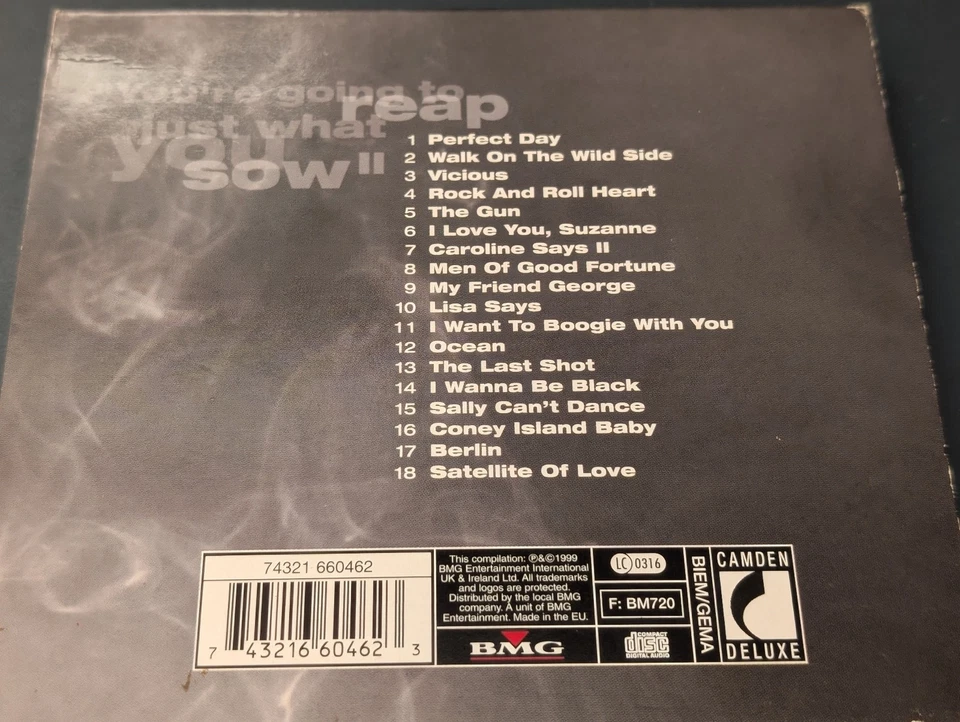 "You're going to
reap
just what
you
sow"
1 Perfect Day
2 Walk On The Wild Side
3 Vicious
4 Rock And Roll Heart
5 The Gun
6 I Love You, Suzanne
7 Caroline Says II
8 Men Of Good Fortune
9 My Friend George
10 Lisa Says
11 I Want To Boogie With You
12 Ocean
13 The Last Shot
14 I Wanna Be Black
15 Sally Can't Dance
16 Coney Island Baby
17 Berlin
18 Satellite Of Love
74321 660462
7 43216 60462 3
This compilation: ℗&©1999
BMG Entertainment International
UK & Ireland Ltd. All trademarks
and logos are protected.
Distributed by the local BMG
company. A unit of BMG
Entertainment. Made in the EU.
BMG
LC 0316
F: BM720
COMPACT
disc
DIGITAL AUDIO
BIEM/GEMA
CAMDEN
DELUXE